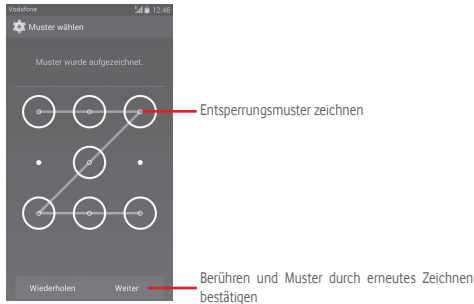 Vodafone 12:46
Muster wählen
Muster wurde aufgezeichnet.
Entsperrungsmuster zeichnen
Wiederholen Weiter
Berühren und Muster durch erneutes Zeichnen
bestätigen